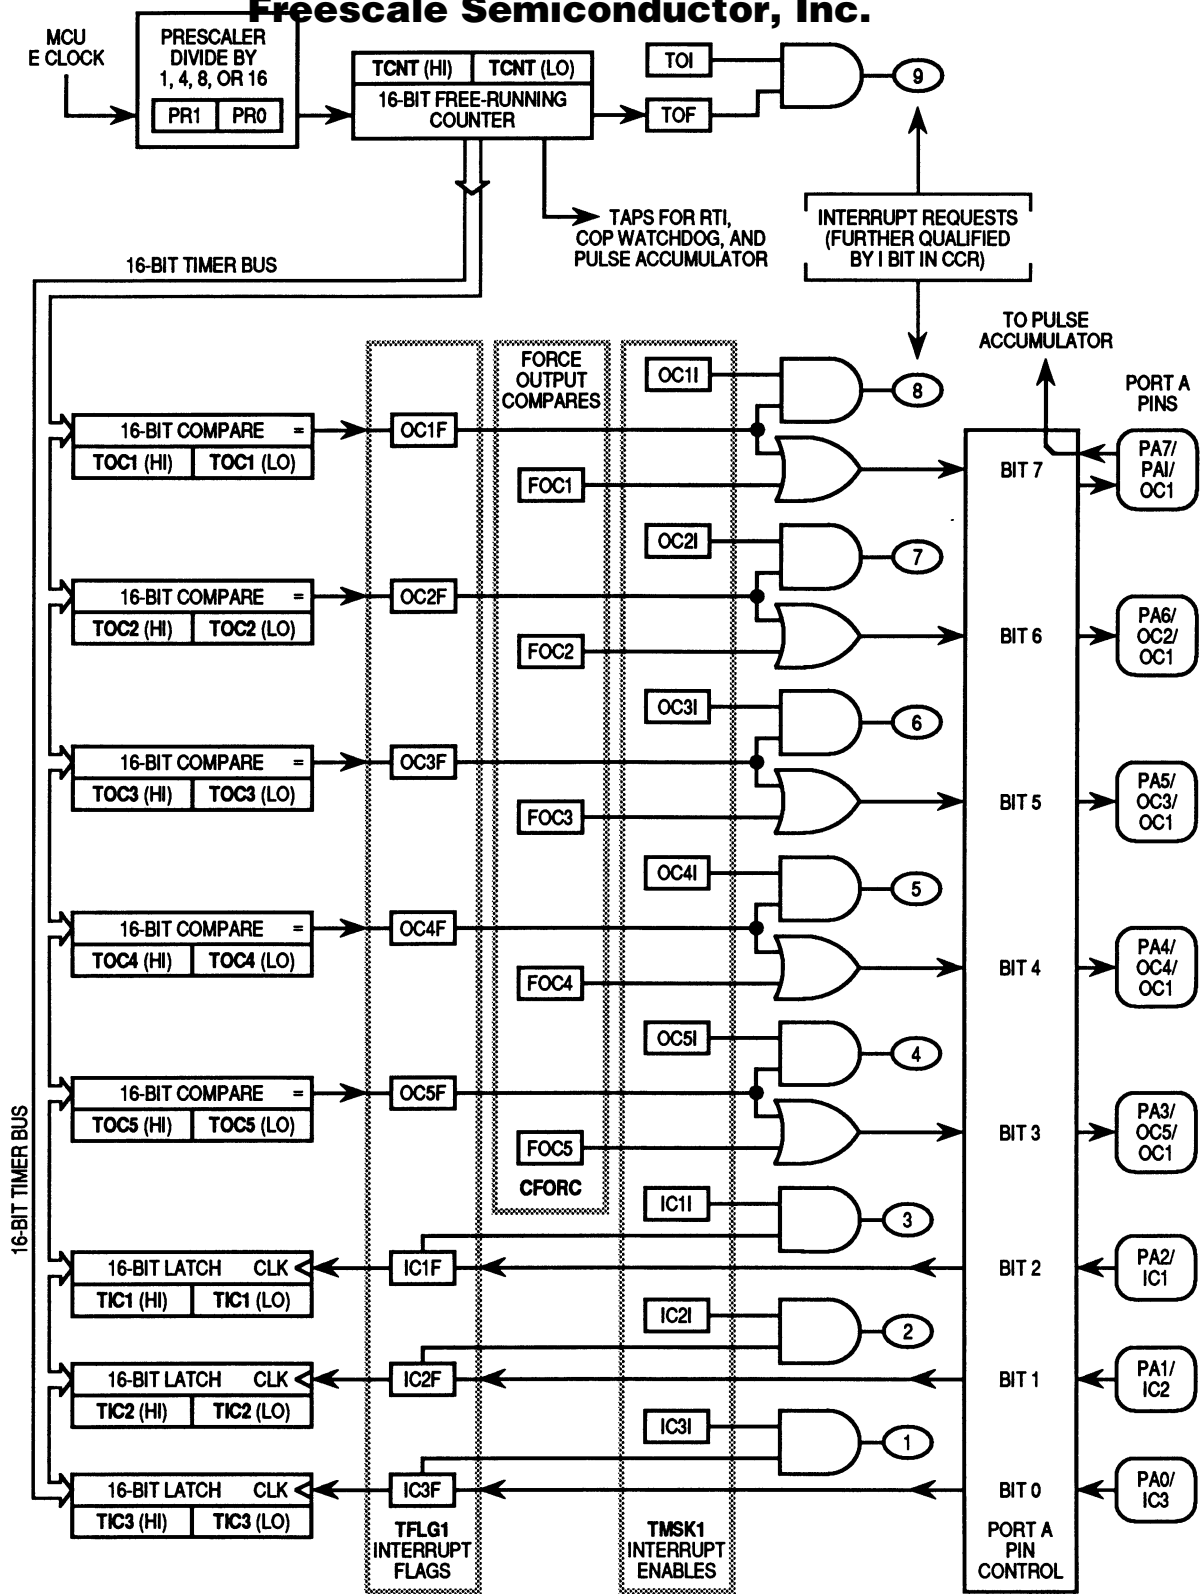 Freescale Semiconductor, Inc.
MCU
E CLOCK
PRESCALER
DIVIDE BY
1, 4, 8, OR 16
PR1 PR0
TCNT (HI) TCNT (LO)
16-BIT FREE-RUNNING
COUNTER
TOI
TOF
9
TAPS FOR RTI,
COP WATCHDOG, AND
PULSE ACCUMULATOR
INTERRUPT REQUESTS
(FURTHER QUALIFIED
BY I BIT IN CCR)
16-BIT TIMER BUS
TO PULSE
ACCUMULATOR
PORT A
PINS
FORCE
OUTPUT
COMPARES
OC1I
8
16-BIT COMPARE =
TOC1 (HI) TOC1 (LO)
OC1F
FOC1
BIT 7
PA7/
PAI/
OC1
OC2I
7
16-BIT COMPARE =
TOC2 (HI) TOC2 (LO)
OC2F
FOC2
BIT 6
PA6/
OC2/
OC1
OC3I
6
16-BIT COMPARE =
TOC3 (HI) TOC3 (LO)
OC3F
FOC3
BIT 5
PA5/
OC3/
OC1
OC4I
5
16-BIT COMPARE =
TOC4 (HI) TOC4 (LO)
OC4F
FOC4
BIT 4
PA4/
OC4/
OC1
OC5I
4
16-BIT COMPARE =
TOC5 (HI) TOC5 (LO)
OC5F
FOC5
CFORC
BIT 3
PA3/
OC5/
OC1
16-BIT TIMER BUS
IC1I
3
16-BIT LATCH CLK
TIC1 (HI) TIC1 (LO)
IC1F
BIT 2
PA2/
IC1
IC2I
2
16-BIT LATCH CLK
TIC2 (HI) TIC2 (LO)
IC2F
BIT 1
PA1/
IC2
IC3I
1
16-BIT LATCH CLK
TIC3 (HI) TIC3 (LO)
IC3F
BIT 0
PA0/
IC3
TFLG1
INTERRUPT
FLAGS
TMSK1
INTERRUPT
ENABLES
PORT A
PIN
CONTROL